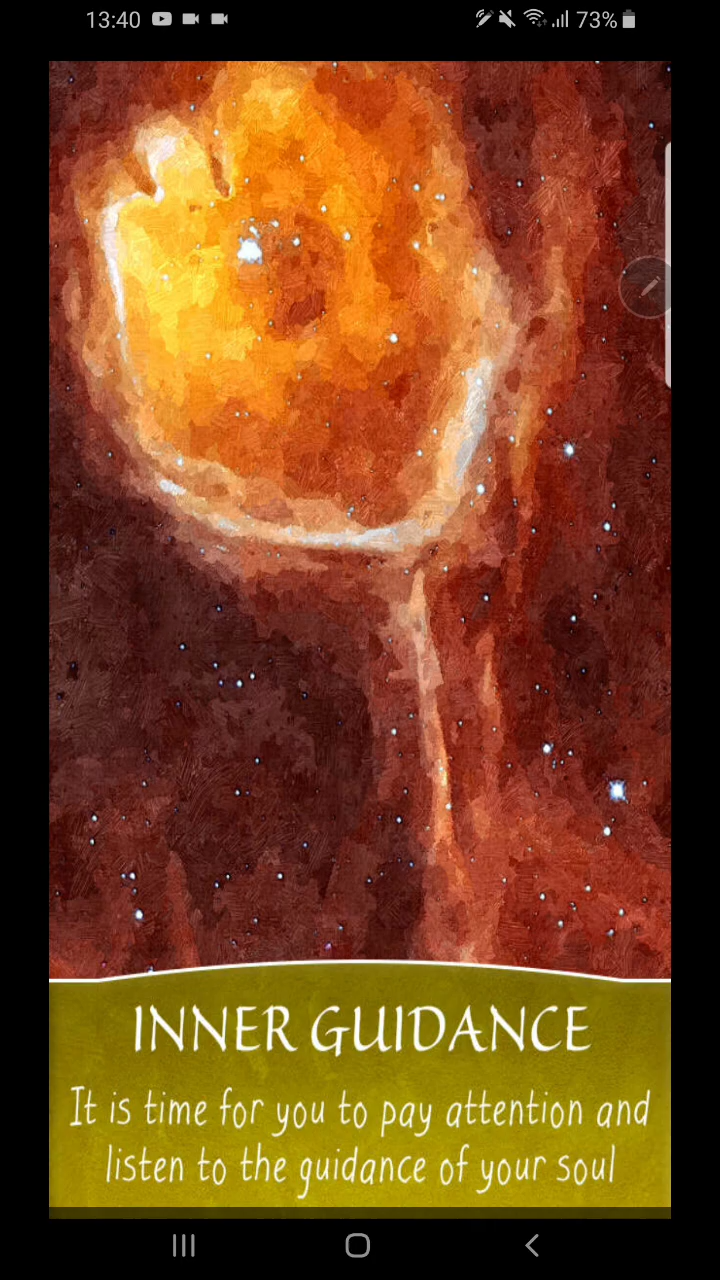 13:40 73%
INNER GUIDANCE
It is time for you to pay attention and
listen to the guidance of your soul